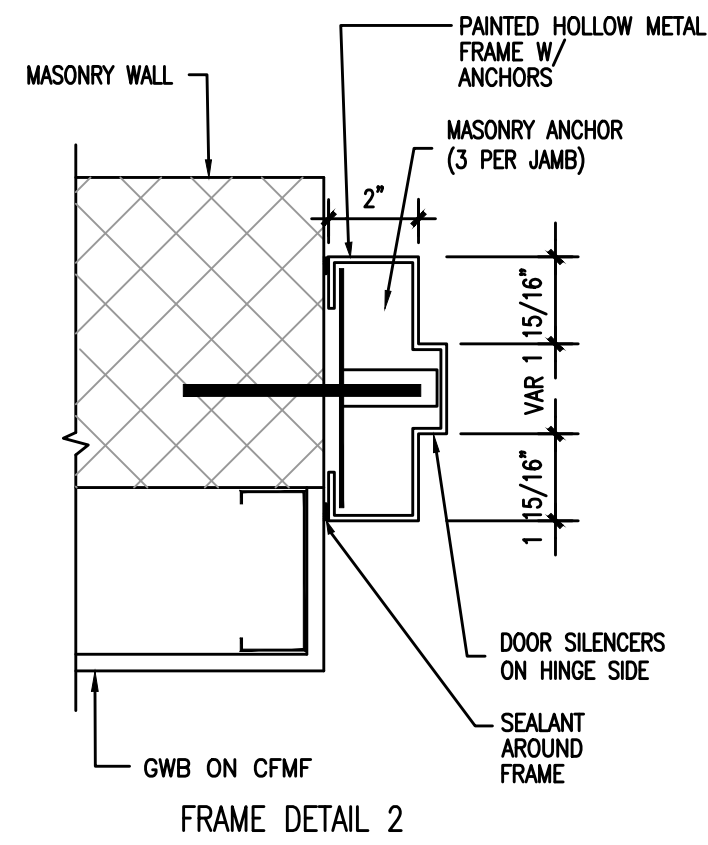 PAINTED HOLLOW METAL
FRAME W/
ANCHORS
MASONRY WALL
MASONRY ANCHOR
(3 PER JAMB)
2"
1 15/16"
VAR
1 15/16"
DOOR SILENCERS
ON HINGE SIDE
SEALANT
AROUND
FRAME
GWB ON CFMF
FRAME DETAIL 2